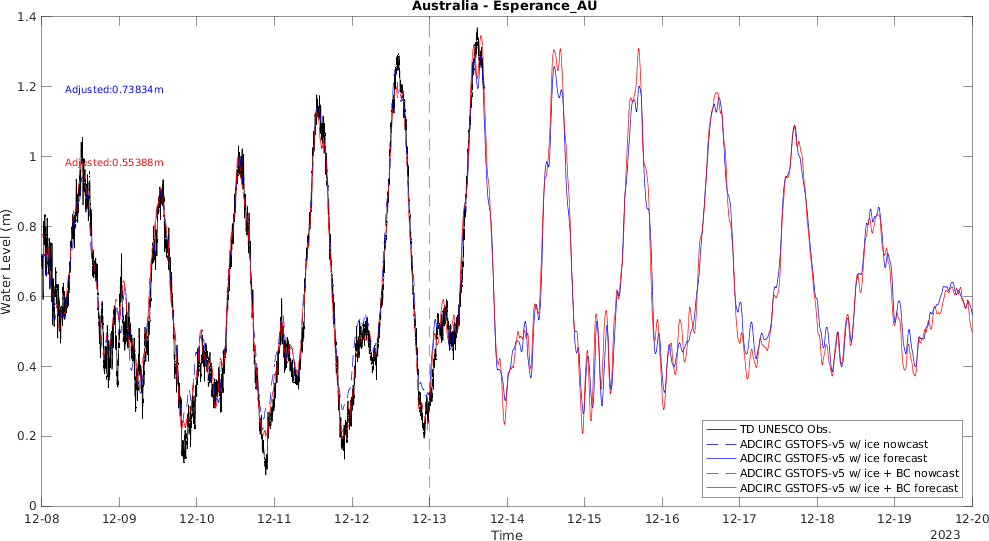 Australia - Esperance_AU
1.4
1.2
1
0.8
0.6
0.4
0.2
0
Water Level (m)
Adjusted:0.73834m
Adjusted:0.55388m
TD UNESCO Obs.
ADCIRC GSTOFS-v5 w/ ice nowcast
ADCIRC GSTOFS-v5 w/ ice forecast
ADCIRC GSTOFS-v5 w/ ice + BC nowcast
ADCIRC GSTOFS-v5 w/ ice + BC forecast
12-08 12-09 12-10 12-11 12-12 12-13 12-14 12-15 12-16 12-17 12-18 12-19 12-20
Time
2023